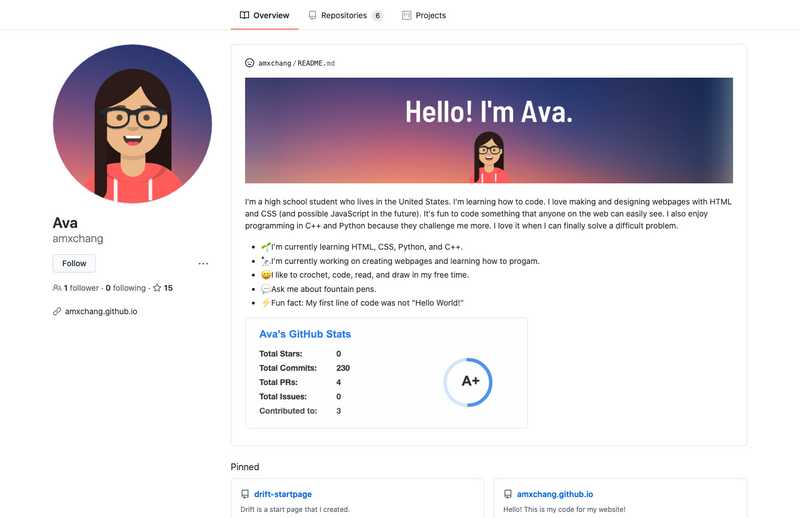 Overview
Repositories 6
Projects
amxchang/README.md
Hello! I'm Ava.
I'm a high school student who lives in the United States. I'm learning how to code. I love making and designing webpages with HTML
and CSS (and possible JavaScript in the future). It's fun to code something that anyone on the web can easily see. I also enjoy
programming in C++ and Python because they challenge me more. I love it when I can finally solve a difficult problem.
I'm currently learning HTML, CSS, Python, and C++.
I'm currently working on creating webpages and learning how to progam.
I like to crochet, code, read, and draw in my free time.
Ask me about fountain pens.
Fun fact: My first line of code was not "Hello World!"
Ava's GitHub Stats
Total Stars: 0
Total Commits: 230
Total PRs: 4
Total Issues: 0
Contributed to: 3
A+
Ava
amxchang
Follow
1 follower · 0 following · 15
amxchang.github.io
Pinned
drift-startpage
Drift is a start page that I created.
amxchang.github.io
Hello! This is my code for my website!